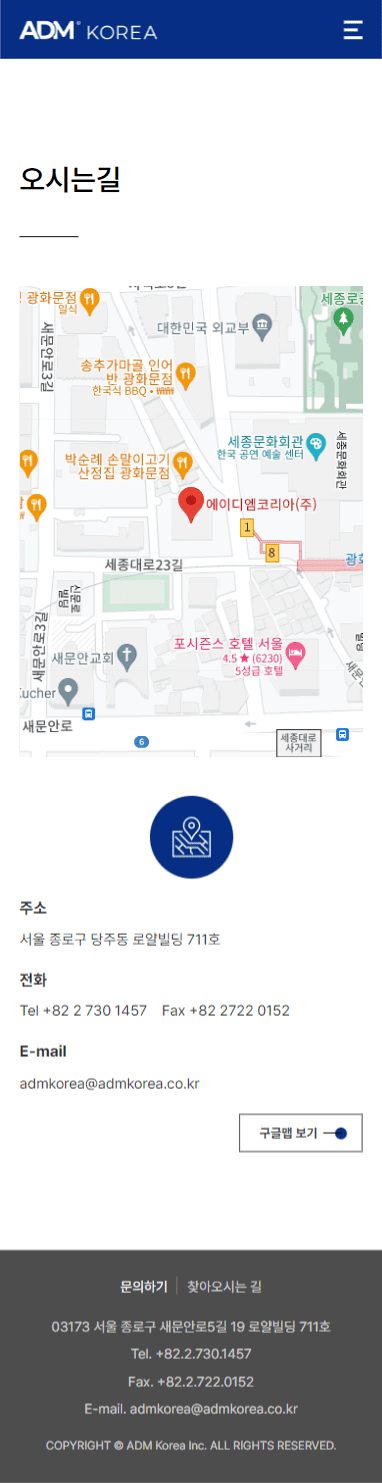 ADM KOREA
오시는길
광화문점
일식
세종로공
새문안로3길
대한민국 외교부
송추가마골 인어
반 광화문점
한국식 BBQ • ₩₩
세종문화회관
한국 공연 예술 센터
세종문화회관
박순례 손말이고기
산정집 광화문점
에이디엠코리아(주)
1
8
광화
세종대로23길
신문로
빌딩
새문안로3길
포시즌스 호텔 서울
4.5 ★ (6230)
5성급 호텔
새문안교회
Kucher
새문안로
6
세종대로
사거리
주소
서울 종로구 당주동 로얄빌딩 711호
전화
Tel +82 2 730 1457 Fax +82 2722 0152
E-mail
admkorea@admkorea.co.kr
구글맵 보기
문의하기 | 찾아오시는 길
03173 서울 종로구 새문안로5길 19 로얄빌딩 711호
Tel. +82.2.730.1457
Fax. +82.2.722.0152
E-mail. admkorea@admkorea.co.kr
COPYRIGHT © ADM Korea Inc. ALL RIGHTS RESERVED.